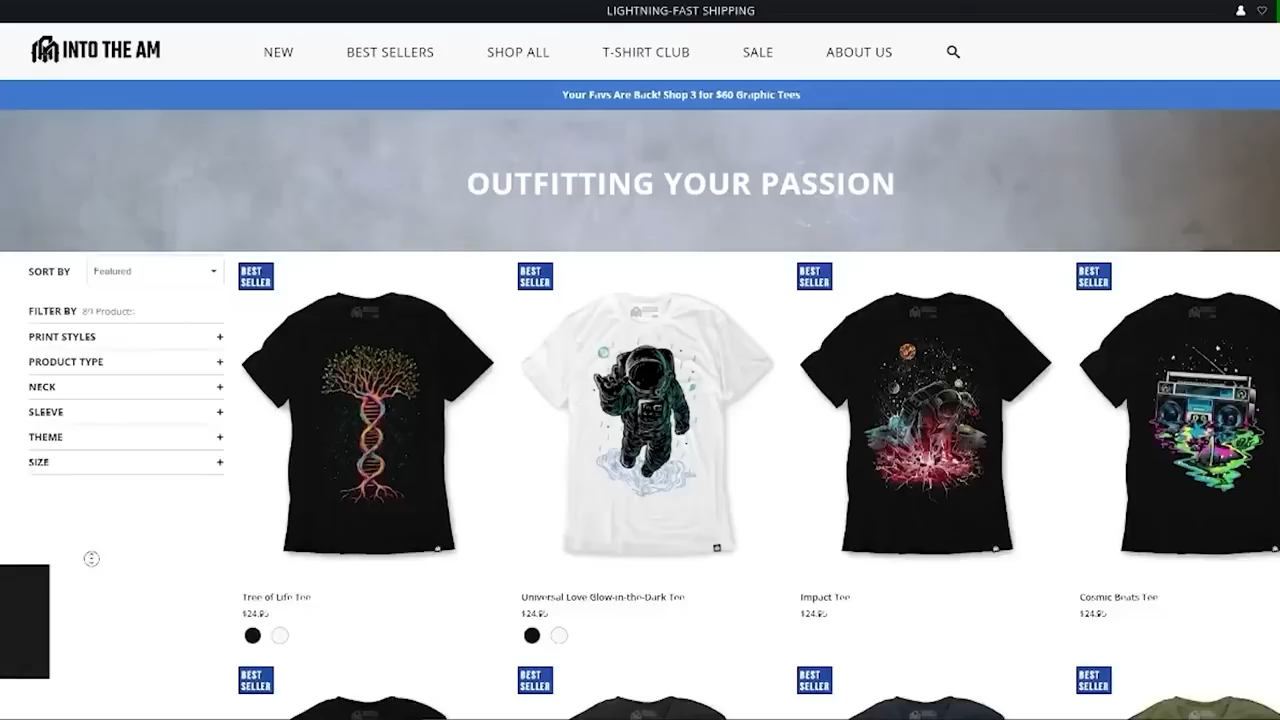 LIGHTNING-FAST SHIPPING
INTO THE AM
NEW
BEST SELLERS
SHOP ALL
T-SHIRT CLUB
SALE
ABOUT US
Your Favs Are Back! Shop 3 for $60 Graphic Tees
OUTFITTING YOUR PASSION
SORT BY
Featured
FILTER BY
PRINT STYLES +
PRODUCT TYPE +
NECK +
SLEEVE +
THEME +
SIZE +
BEST
SELLER
BEST
SELLER
BEST
SELLER
BEST
SELLER
Tree of Life Tee
$24.95
Universal Love Glow-in-the-Dark Tee
$24.95
Impact Tee
$24.95
Cosmic Beats Tee
$24.95
BEST
SELLER
BEST
SELLER
BEST
SELLER
BEST
SELLER